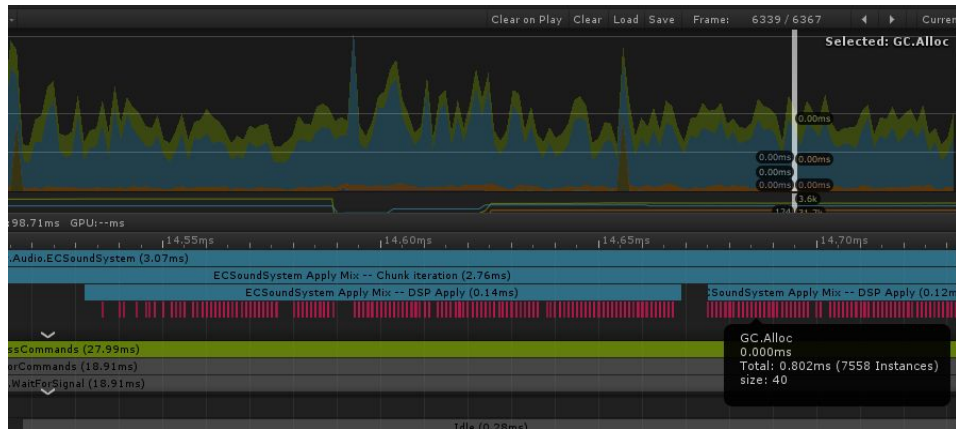 Clear on Play Clear Load Save Frame: 6339 / 6367 Curren
Selected: GC.Alloc
0.00ms
0.00ms 0.00ms
0.00ms
0.00ms 0.00ms
3.6k
:98.71ms GPU:--ms
14.55ms 14.60ms 14.65ms 14.70ms
.Audio.ECSoundSystem (3.07ms)
ECSoundSystem Apply Mix -- Chunk iteration (2.76ms)
ECSoundSystem Apply Mix -- DSP Apply (0.14ms) :SoundSystem Apply Mix -- DSP Apply (0.12m
GC.Alloc
0.000ms
Total: 0.802ms (7558 Instances)
size: 40
ssCommands (27.99ms)
orCommands (18.91ms)
.WaitForSignal (18.91ms)
Idle (0.28ms)